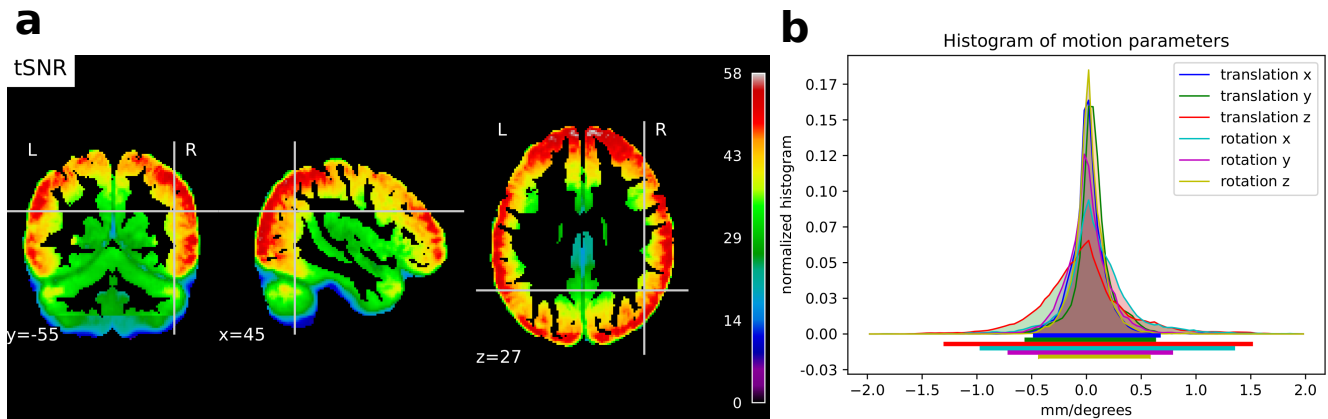 a
tSNR
58
43
29
14
0
L
R
L
R
y=-55
x=45
z=27
b
Histogram of motion parameters
normalized histogram
0.17
0.15
0.12
0.10
0.07
0.05
0.03
0.00
-0.03
translation x
translation y
translation z
rotation x
rotation y
rotation z
−2.0 −1.5 −1.0 −0.5 0.0 0.5 1.0 1.5 2.0
mm/degrees